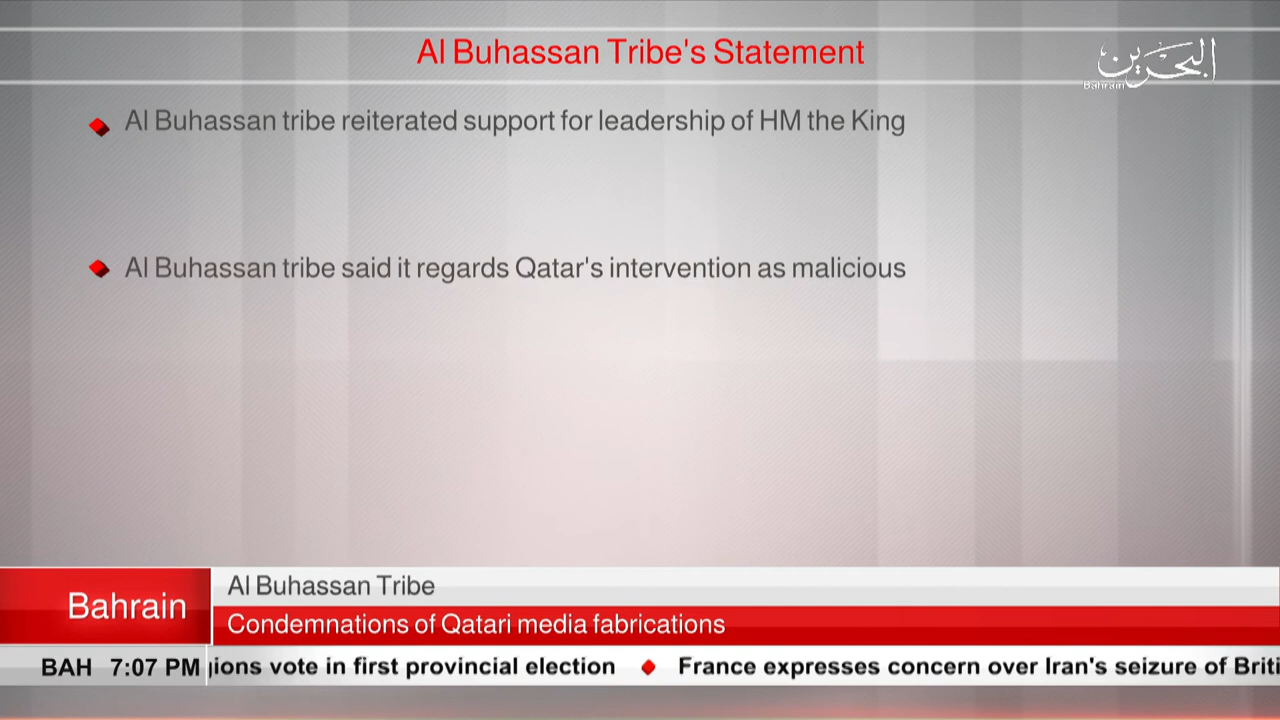 Al Buhassan Tribe's Statement
البحرين
Bahrain
Al Buhassan tribe reiterated support for leadership of HM the King
Al Buhassan tribe said it regards Qatar's intervention as malicious
Bahrain
Al Buhassan Tribe
Condemnations of Qatari media fabrications
BAH 7:07 PM
vote in first provincial election
France expresses concern over Iran's seizure of